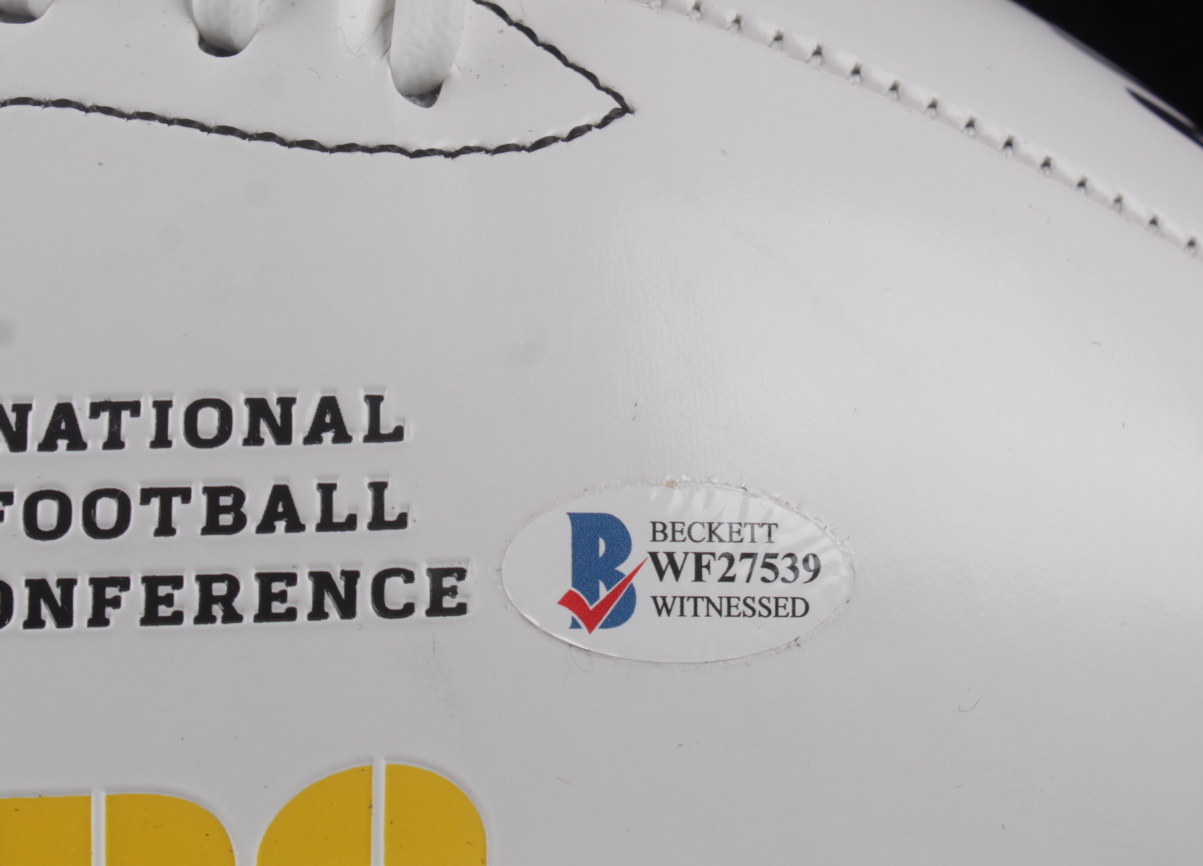 NATIONAL
FOOTBALL
ONFERENCE
B
BECKETT
WF27539
WITNESSED